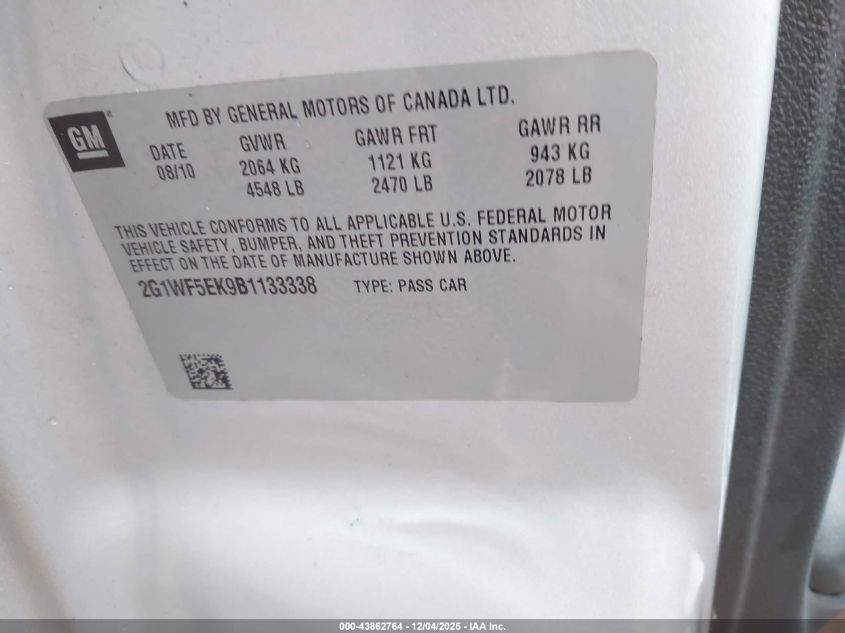 GM
MFD BY GENERAL MOTORS OF CANADA LTD.
DATE GVWR GAWR FRT GAWR RR
08/10 2064 KG 1121 KG 943 KG
4548 LB 2470 LB 2078 LB
THIS VEHICLE CONFORMS TO ALL APPLICABLE U.S. FEDERAL MOTOR
VEHICLE SAFETY, BUMPER, AND THEFT PREVENTION STANDARDS IN
EFFECT ON THE DATE OF MANUFACTURE SHOWN ABOVE.
2G1WF5EK9B1133338 TYPE: PASS CAR
000-43862764 - 12/04/2025 - IAA Inc.